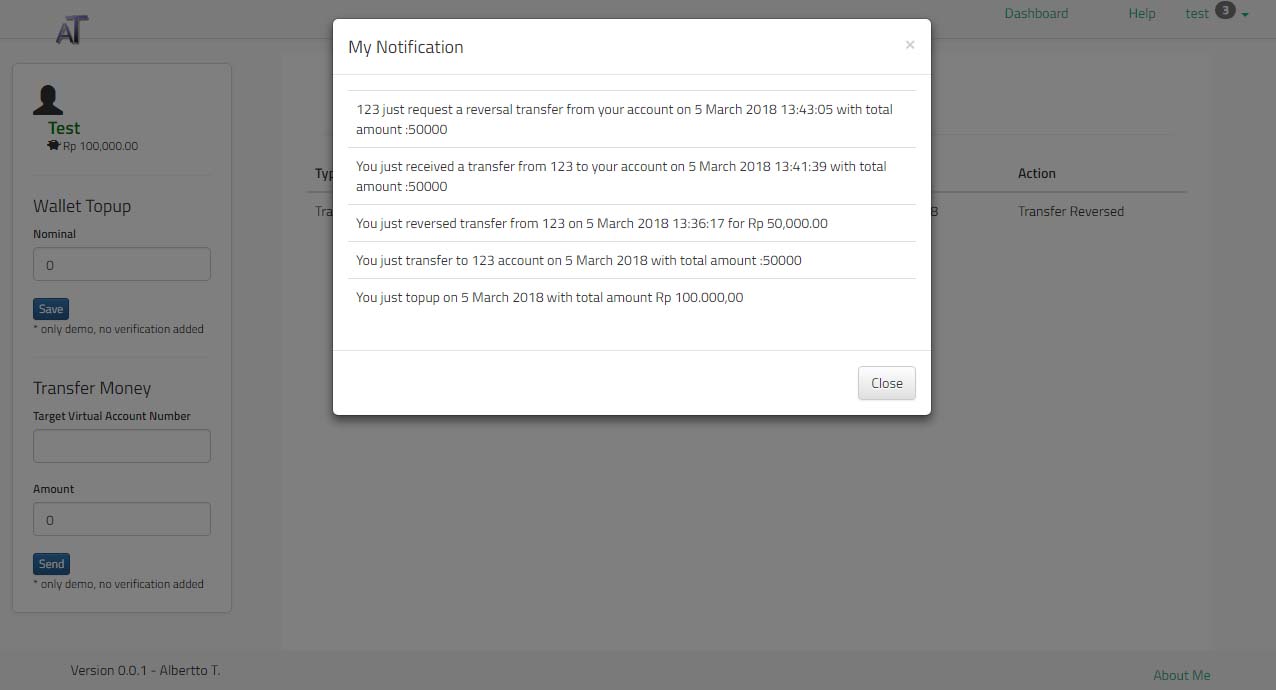 AT
Dashboard
Help
test 3
My Notification
×
123 just request a reversal transfer from your account on 5 March 2018 13:43:05 with total
amount :50000
You just received a transfer from 123 to your account on 5 March 2018 13:41:39 with total
amount :50000
You just reversed transfer from 123 on 5 March 2018 13:36:17 for Rp 50,000.00
You just transfer to 123 account on 5 March 2018 with total amount :50000
You just topup on 5 March 2018 with total amount Rp 100.000,00
Close
Test
Rp 100,000.00
Wallet Topup
Nominal
0
Save
* only demo, no verification added
Transfer Money
Target Virtual Account Number
Amount
0
Send
* only demo, no verification added
Action
8 Transfer Reversed
Version 0.0.1 - Albertto T.
About Me